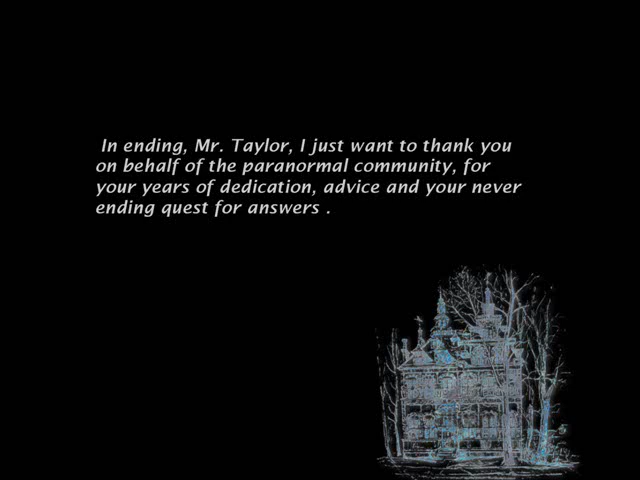 In ending, Mr. Taylor, I just want to thank you
on behalf of the paranormal community, for
your years of dedication, advice and your never
ending quest for answers .